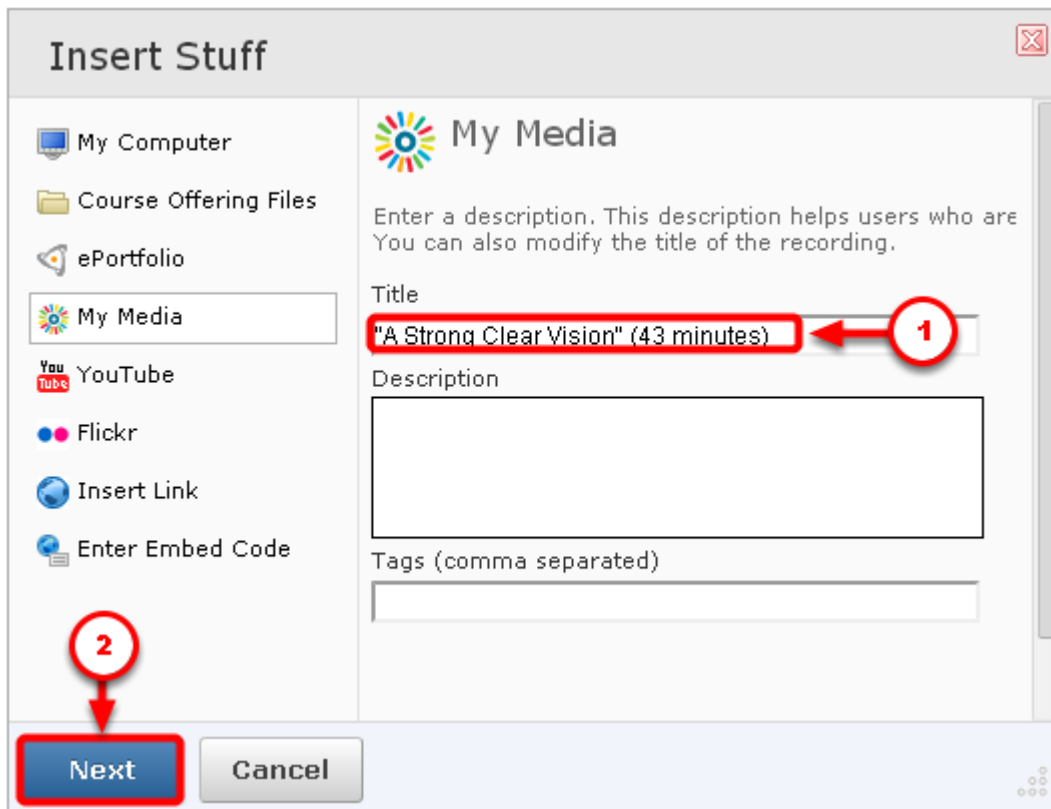 Insert Stuff
My Computer
Course Offering Files
ePortfolio
My Media
You
Tube
YouTube
Flickr
Insert Link
Enter Embed Code
My Media
Enter a description. This description helps users who are
You can also modify the title of the recording.
Title
"A Strong Clear Vision" (43 minutes)
1
Description
Tags (comma separated)
2
Next
Cancel